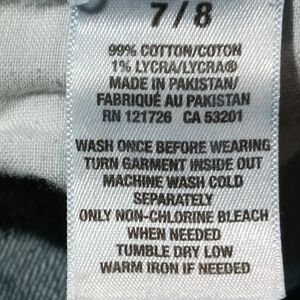 7/8
99% COTTON/COTON
1% LYCRA/LYCRA®
MADE IN PAKISTAN/
FABRIQUÉ AU PAKISTAN
RN 121726 CA 53201
WASH ONCE BEFORE WEARING
TURN GARMENT INSIDE OUT
MACHINE WASH COLD
SEPARATELY
ONLY NON-CHLORINE BLEACH
WHEN NEEDED
TUMBLE DRY LOW
WARM IRON IF NEEDED